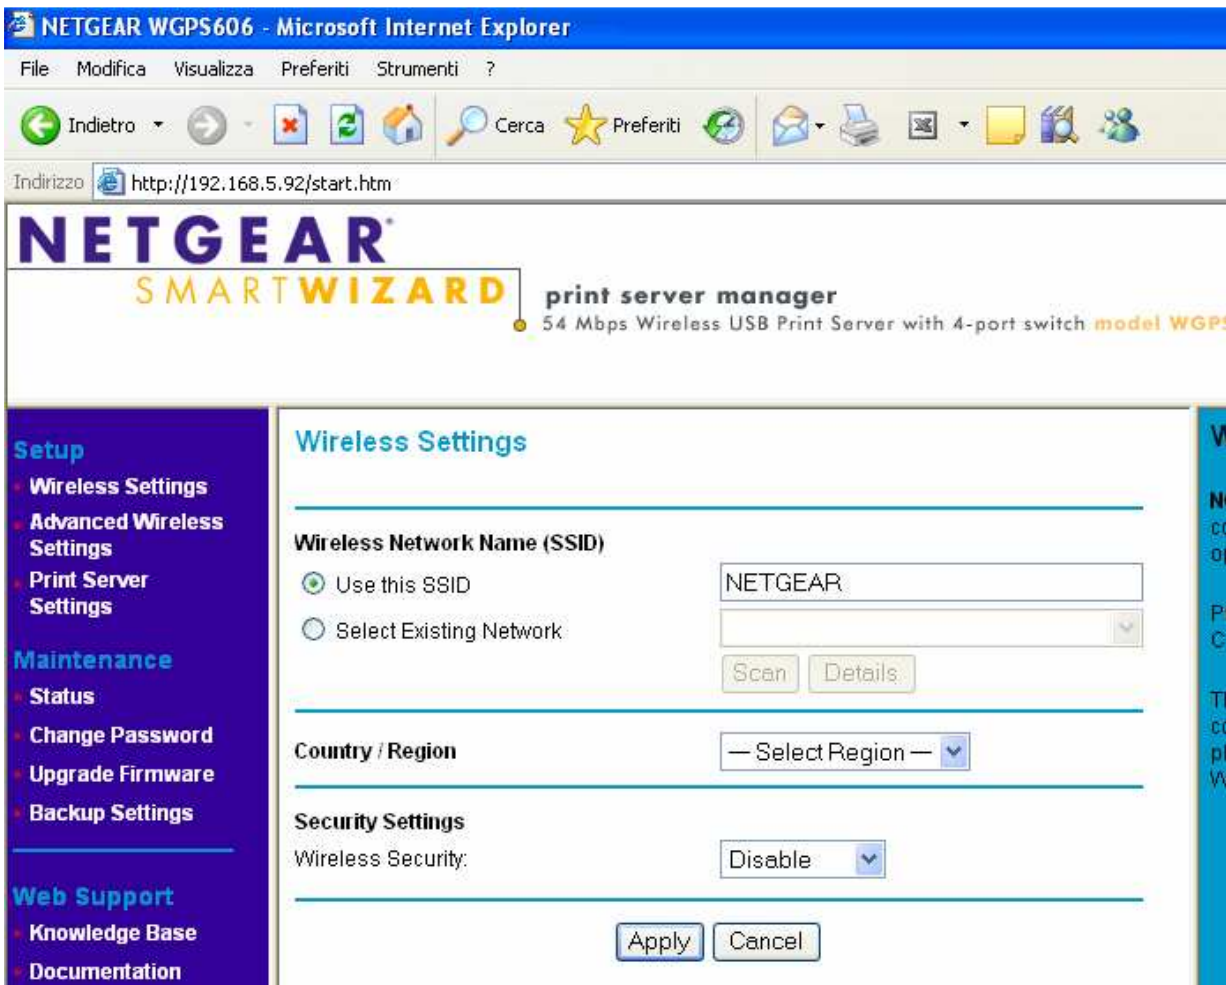 NETGEAR WGPS606 - Microsoft Internet Explorer
File Modifica Visualizza Preferiti Strumenti ?
Indietro Cerca Preferiti
Indirizzo http://192.168.5.92/start.htm
NETGEAR
SMARTWIZARD
print server manager
54 Mbps Wireless USB Print Server with 4-port switch model
Setup
Wireless Settings
Advanced Wireless
Settings
Print Server
Settings
Maintenance
Status
Change Password
Upgrade Firmware
Backup Settings
Web Support
Knowledge Base
Documentation
Wireless Settings
Wireless Network Name (SSID)
Use this SSID NETGEAR
Select Existing Network
Scan Details
Country / Region — Select Region —
Security Settings
Wireless Security: Disable
Apply Cancel